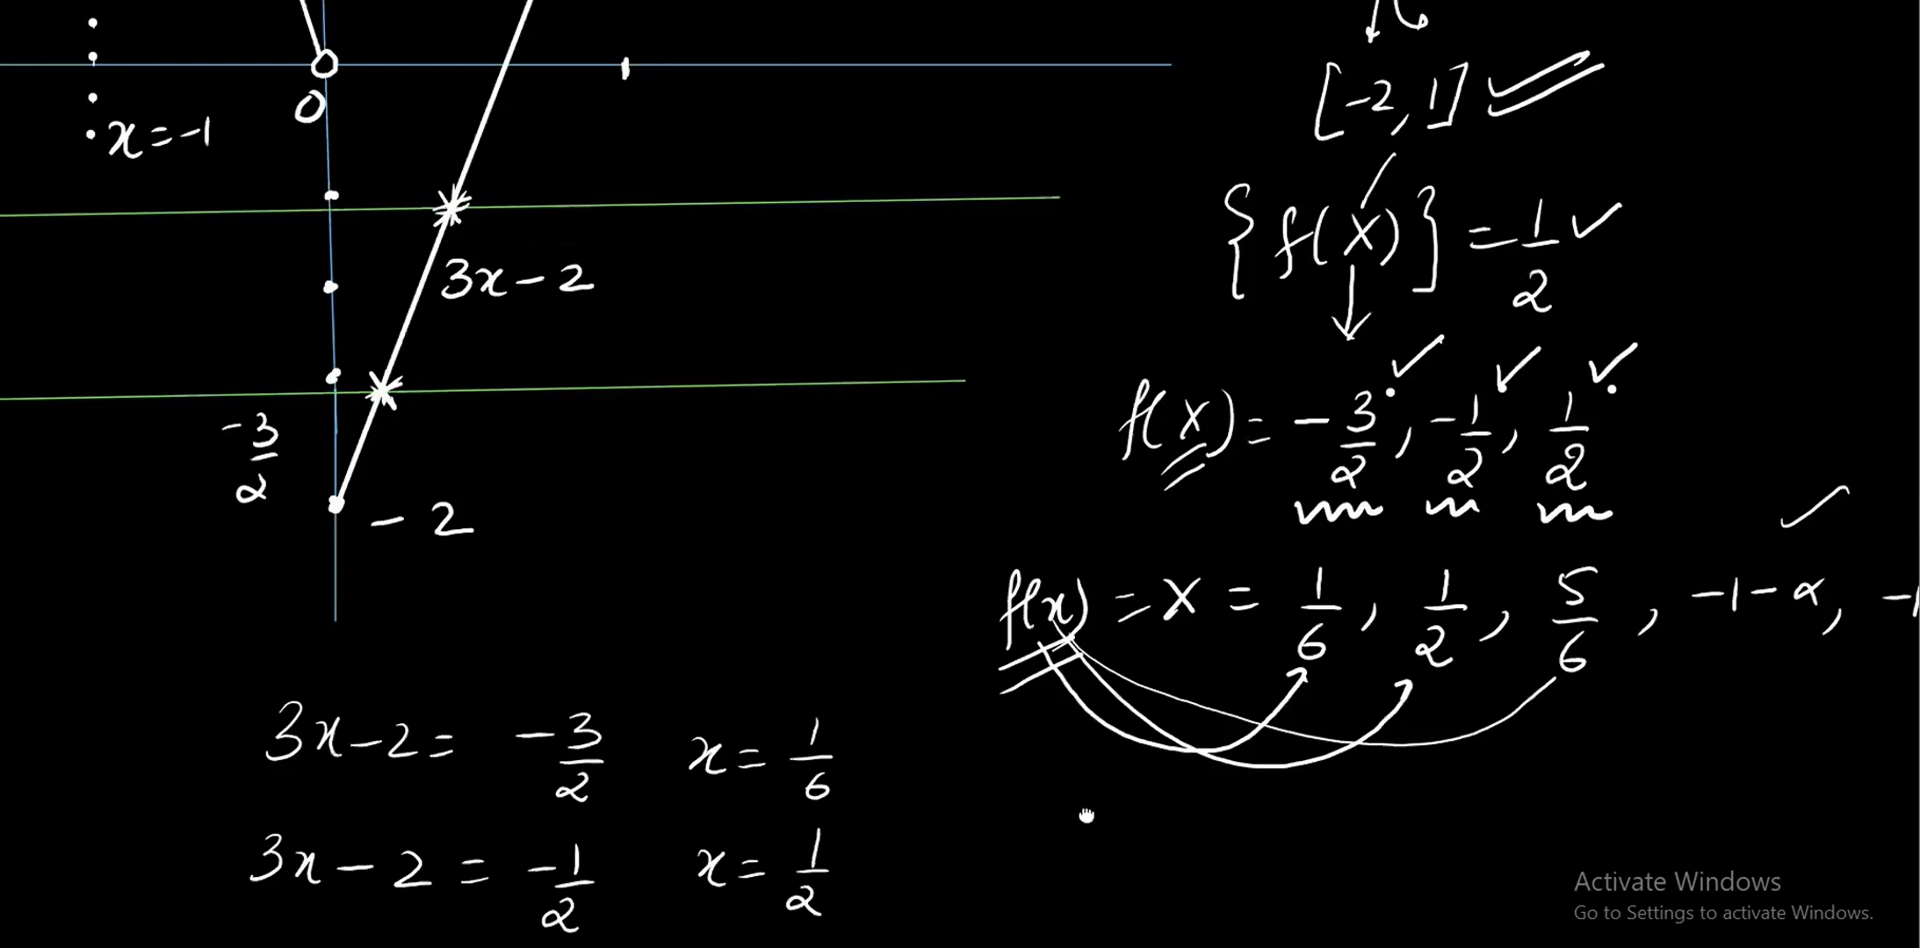 [-2, 1]
0
x = -1
{f(X)} = 1/2
3x - 2
f(X) = -3/2, -1/2, 1/2
-3/2
-2
f(x) = X = 1/6, 1/2, 5/6, -1-α, -1
3x-2 = -3/2   x = 1/6
3x - 2 = -1/2   x = 1/2
Activate Windows
Go to Settings to activate Windows.